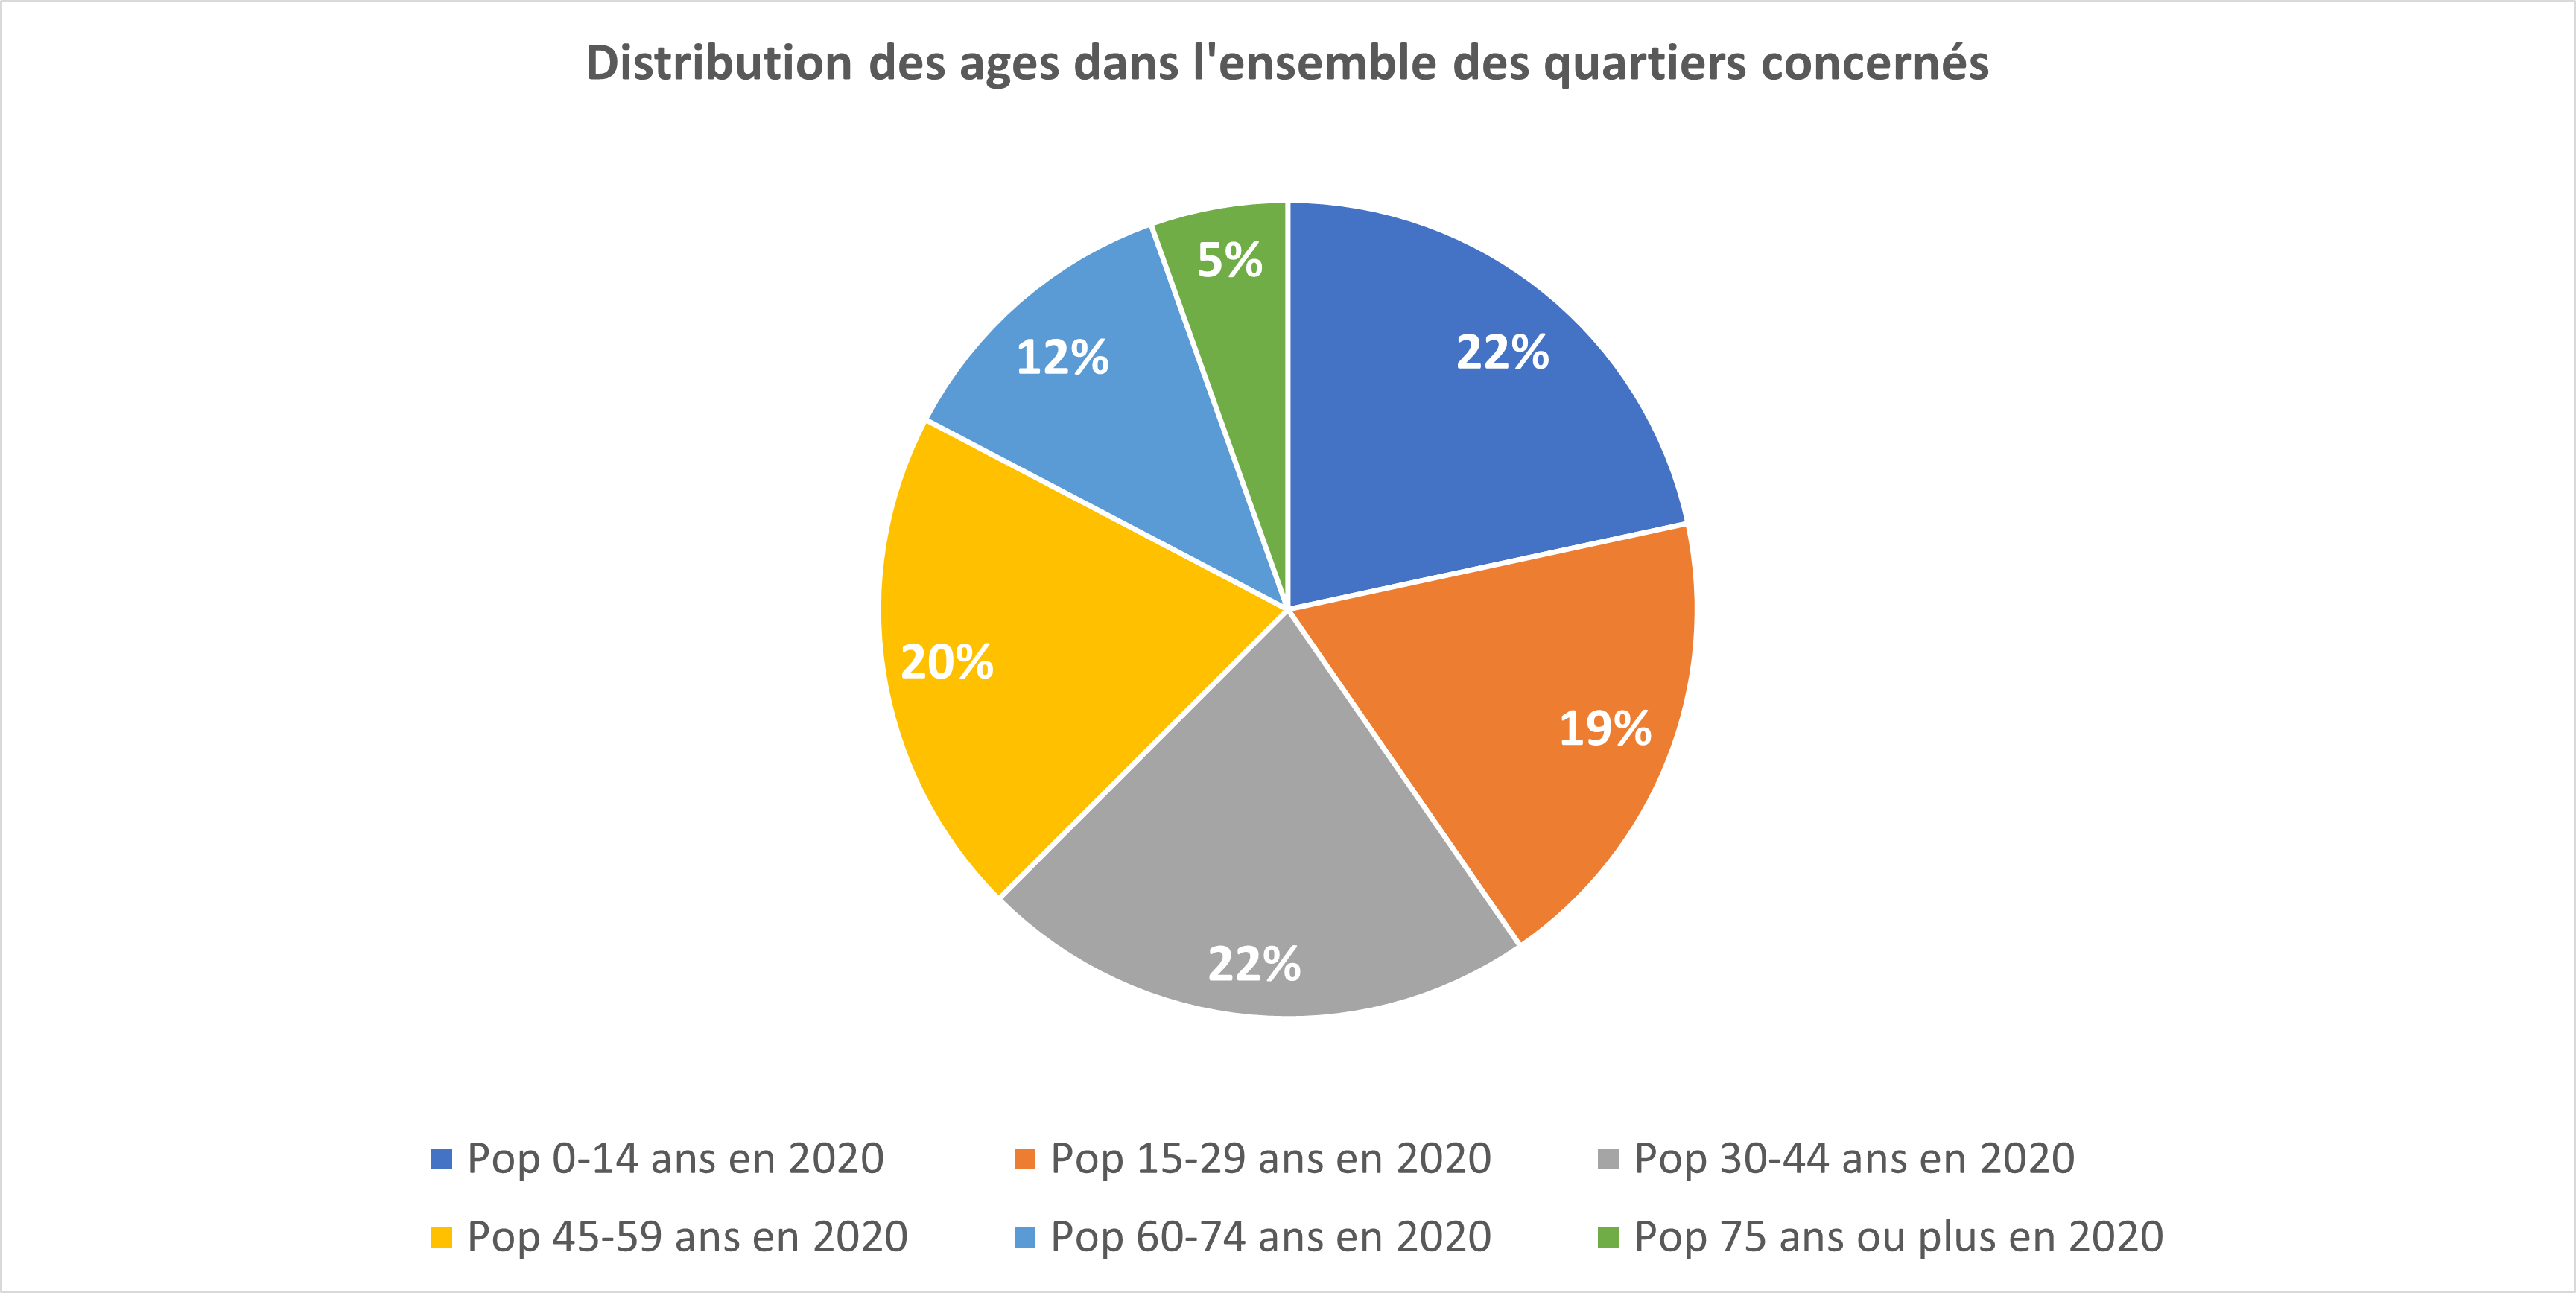 Distribution des ages dans l'ensemble des quartiers concernés
5%
22%
12%
20%
19%
22%
Pop 0-14 ans en 2020
Pop 15-29 ans en 2020
Pop 30-44 ans en 2020
Pop 45-59 ans en 2020
Pop 60-74 ans en 2020
Pop 75 ans ou plus en 2020